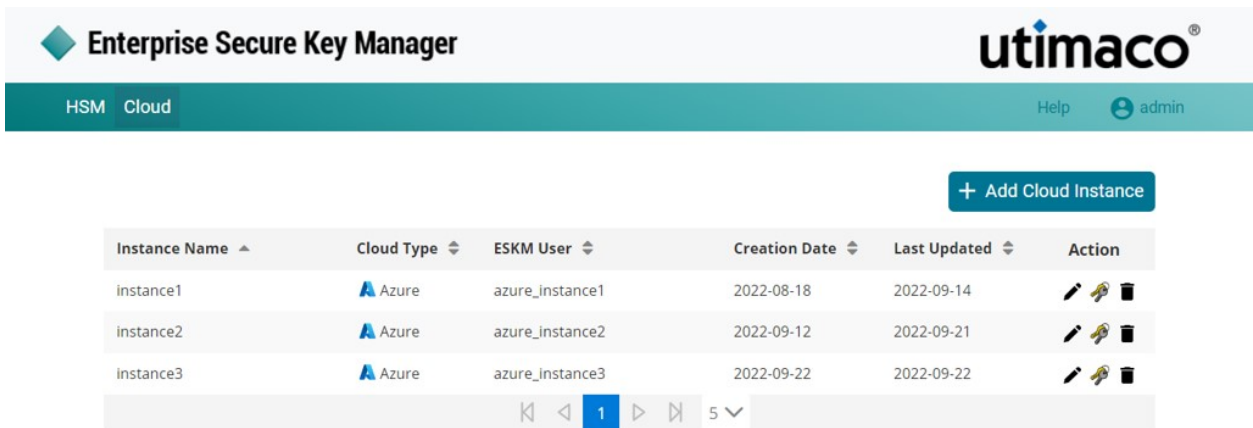 Enterprise Secure Key Manager utimaco®
HSM Cloud Help admin
+ Add Cloud Instance
Instance Name Cloud Type ESKM User Creation Date Last Updated Action
instance1 Azure azure_instance1 2022-08-18 2022-09-14
instance2 Azure azure_instance2 2022-09-12 2022-09-21
instance3 Azure azure_instance3 2022-09-22 2022-09-22
1 5